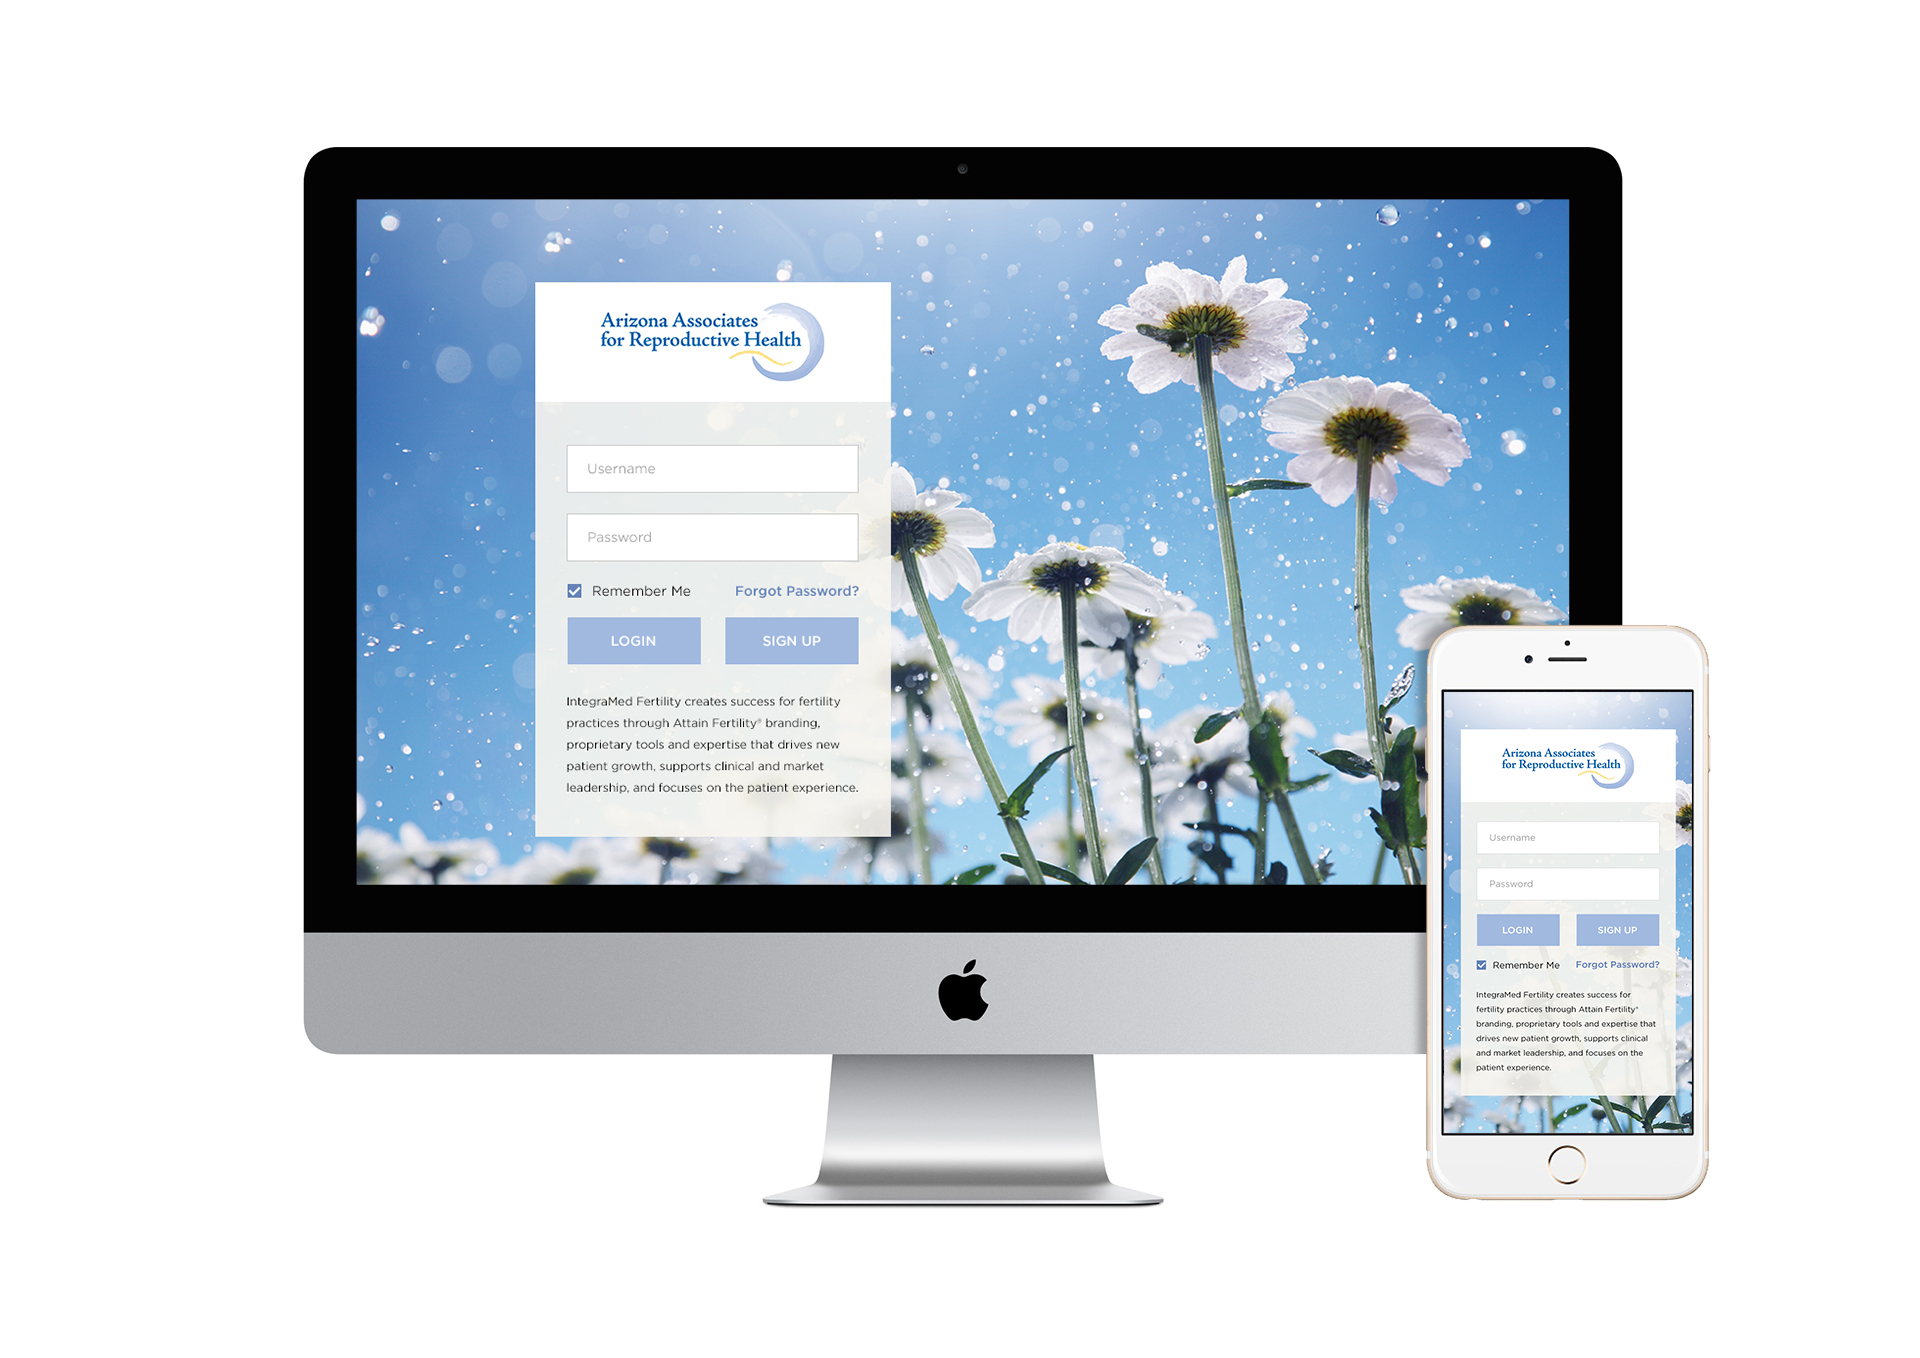 Arizona Associates
for Reproductive Health
Username
Password
Remember Me Forgot Password?
LOGIN SIGN UP
IntegraMed Fertility creates success for fertility
practices through Attain Fertility® branding,
proprietary tools and expertise that drives new
patient growth, supports clinical and market
leadership, and focuses on the patient experience.
Arizona Associates
for Reproductive Health
Username
Password
LOGIN SIGN UP
Remember Me Forgot Password?
IntegraMed Fertility creates success for
fertility practices through Attain Fertility®
branding, proprietary tools and expertise that
drives new patient growth, supports clinical
and market leadership, and focuses on the
patient experience.